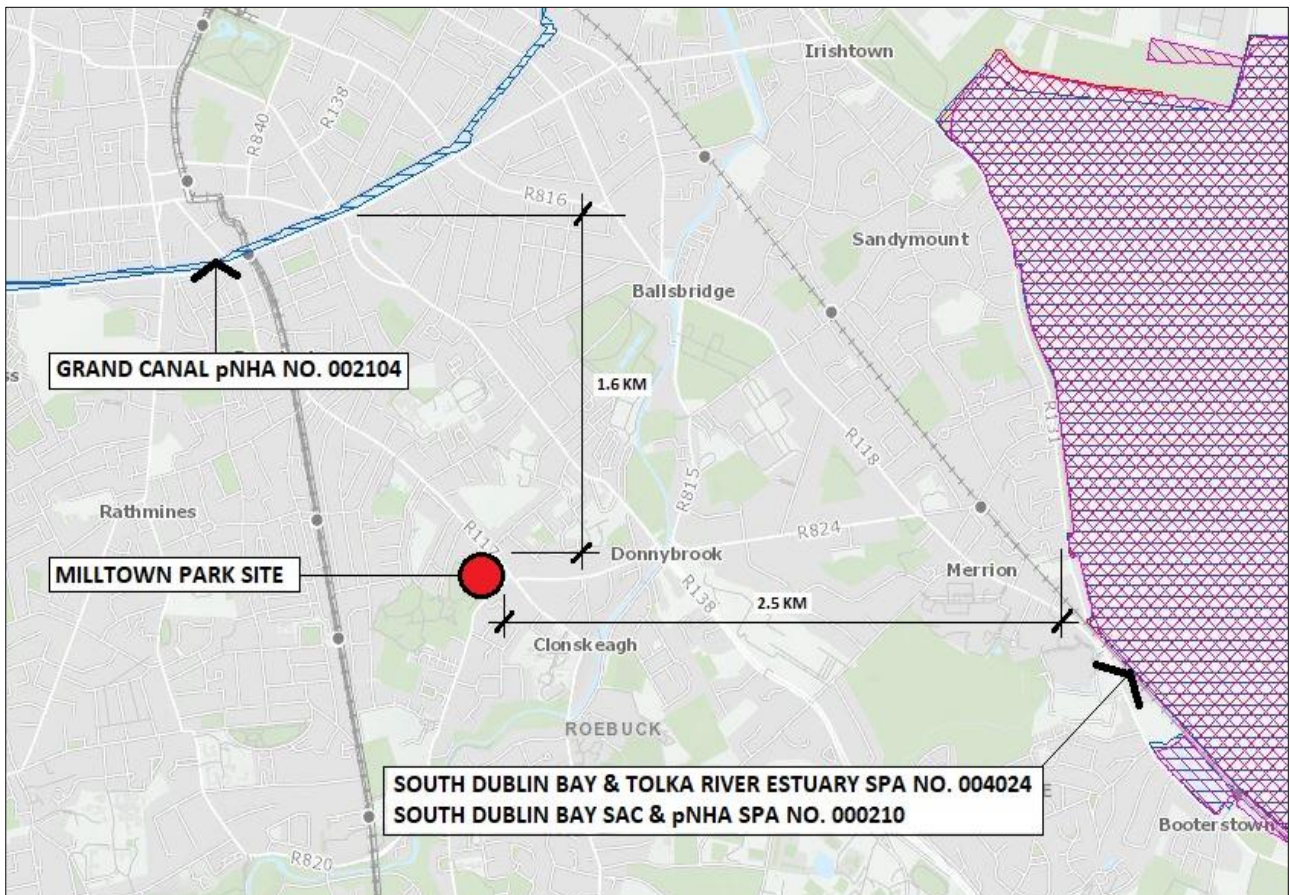 Irishtown
R138
R840
R816
Sandymount
Ballsbridge
GRAND CANAL pNHA NO. 002104
1.6 KM
R131
R118
Rathmines
R815
R824
R117
MILLTOWN PARK SITE
Donnybrook
Merrion
R138
2.5 KM
Clonskeagh
ROEBUCK
SOUTH DUBLIN BAY & TOLKA RIVER ESTUARY SPA NO. 004024
SOUTH DUBLIN BAY SAC & pNHA SPA NO. 000210
Booterstown
R820